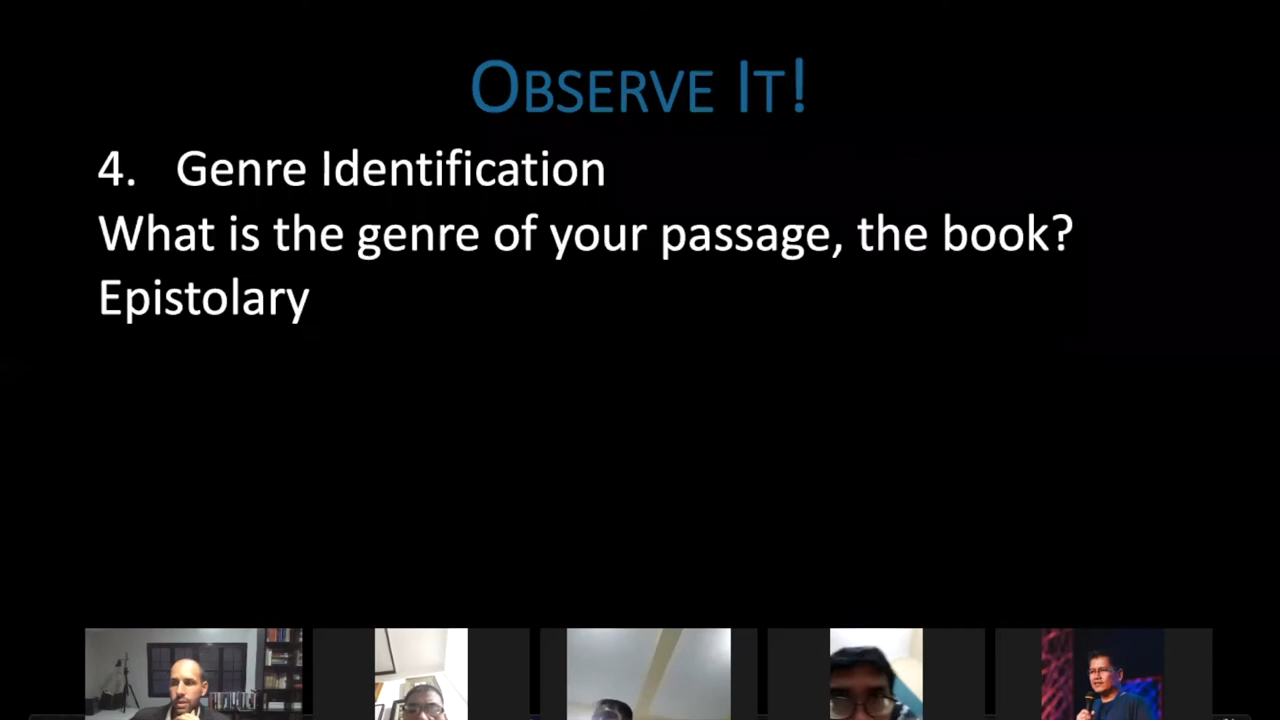 OBSERVE IT!
4. Genre Identification
What is the genre of your passage, the book?
Epistolary